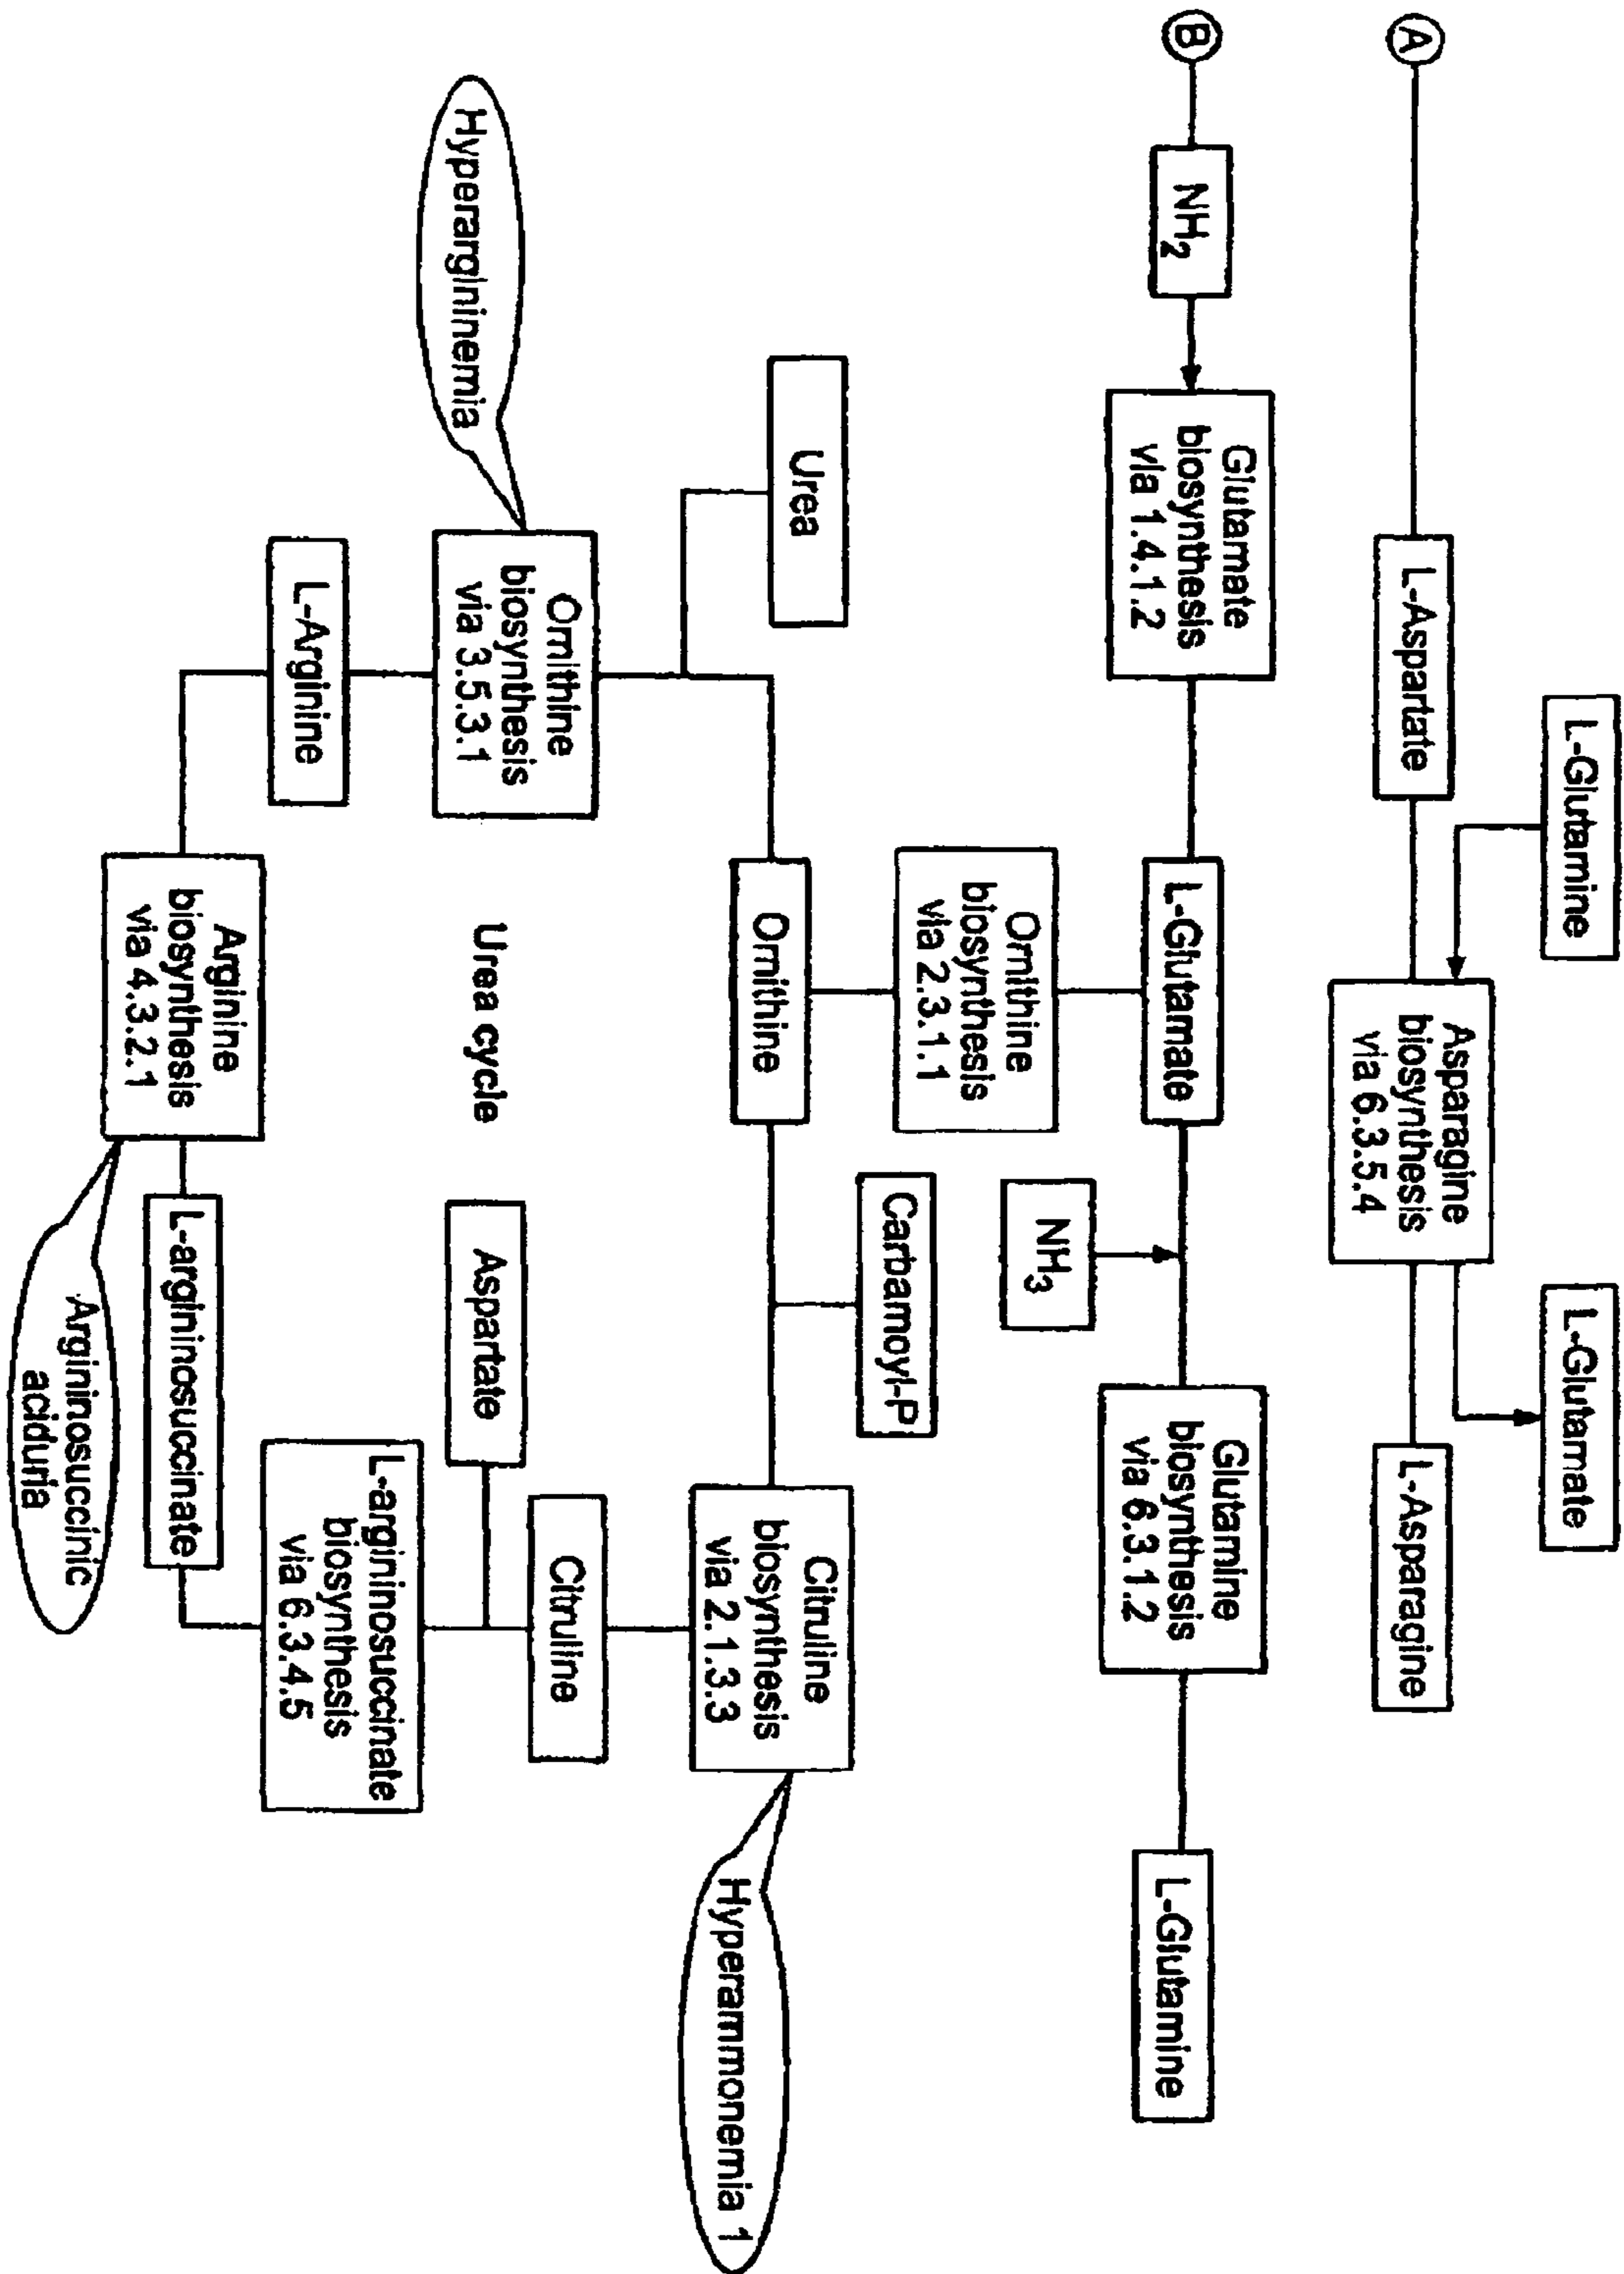 A
L-Aspartate
L-Glutamine
Asparagine
biosynthesis
via 6.3.5.4
L-Glutamate
L-Asparagine
B
NH2
Glutamate
biosynthesis
via 1.4.1.2
L-Glutamate
NH3
Glutamine
biosynthesis
via 6.3.1.2
L-Glutamine
Ornithine
biosynthesis
via 2.3.1.1
Urea
Ornithine
Carbamoyl-P
Citruline
biosynthesis
via 2.1.3.3
Hyperammonemia 1
Hyperargininemia
Ornithine
biosynthesis
via 3.5.3.1
Urea cycle
Aspartate
Citruline
L-Arginine
L-argininosuccinate
biosynthesis
via 6.3.4.5
Arginine
biosynthesis
via 4.3.2.1
L-argininosuccinate
Argininosuccinic
aciduria